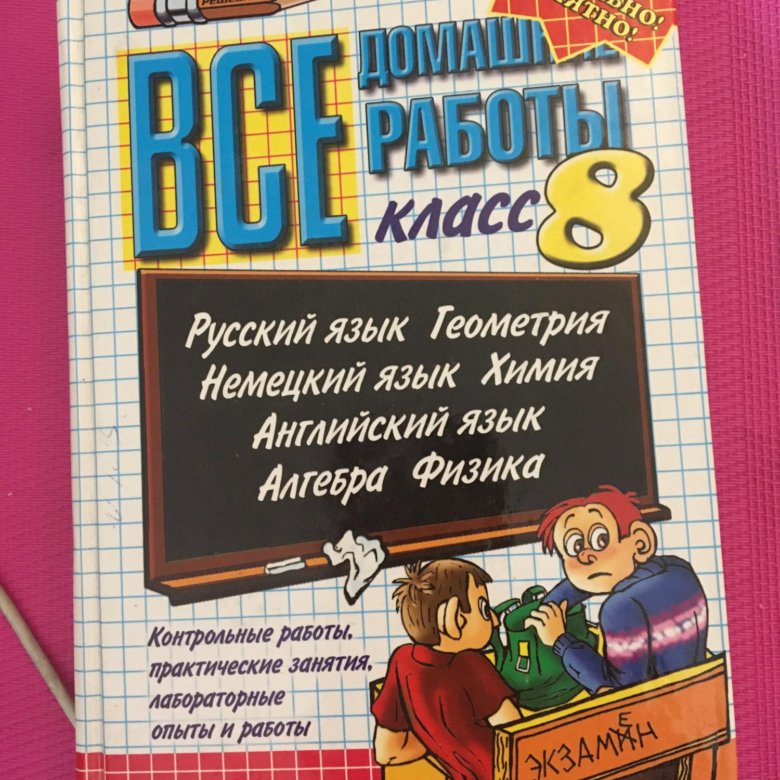 ВСЕ
ДОМАШНИЕ
РАБОТЫ
класс 8
Русский язык Геометрия
Немецкий язык Химия
Английский язык
Алгебра Физика
Контрольные работы,
практические занятия,
лабораторные
опыты и работы
ЭКЗАМЕН